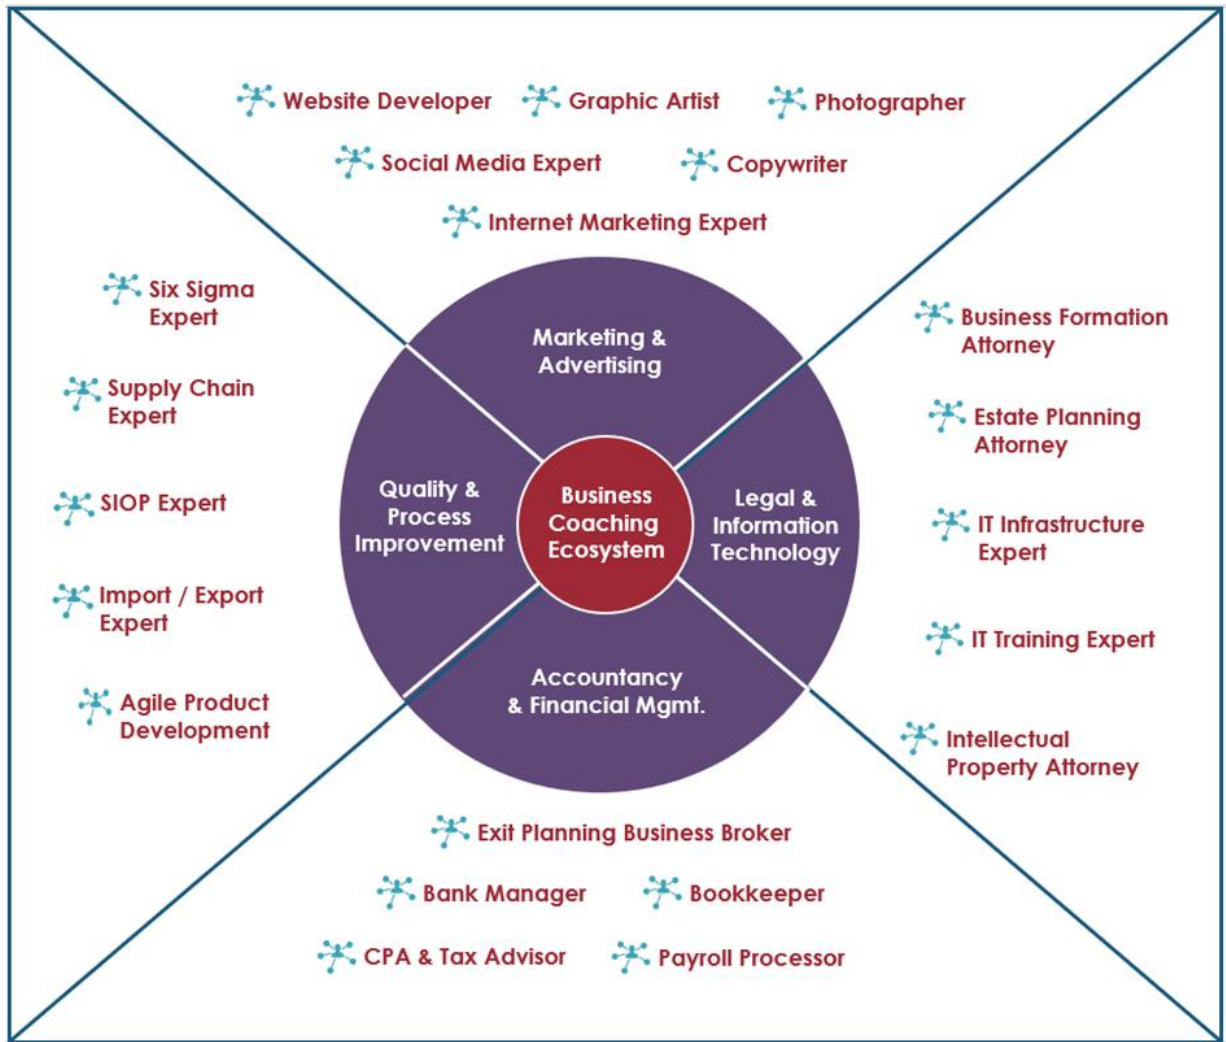 Website Developer
Graphic Artist
Photographer
Social Media Expert
Copywriter
Internet Marketing Expert
Marketing &
Advertising
Six Sigma
Expert
Supply Chain
Expert
SIOP Expert
Import / Export
Expert
Agile Product
Development
Quality &
Process
Improvement
Business
Coaching
Ecosystem
Legal &
Information
Technology
Business Formation
Attorney
Estate Planning
Attorney
IT Infrastructure
Expert
IT Training Expert
Intellectual
Property Attorney
Accountancy
& Financial Mgmt.
Exit Planning Business Broker
Bank Manager
Bookkeeper
CPA & Tax Advisor
Payroll Processor